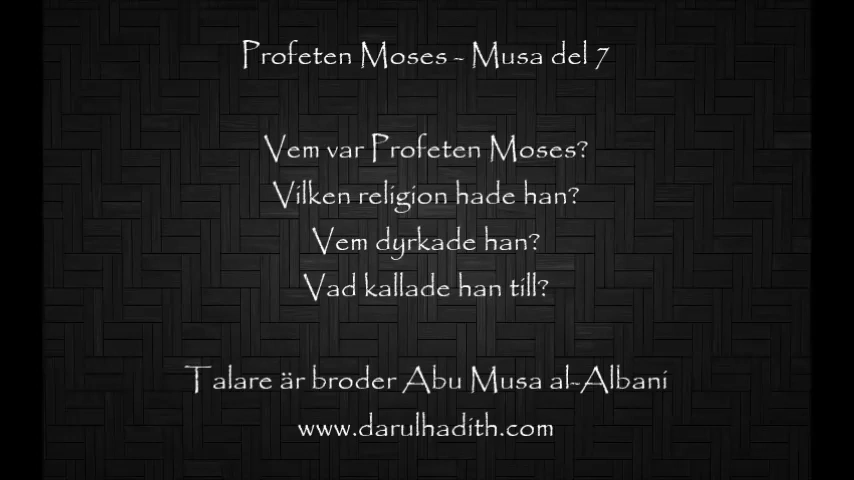 Profeten Moses - Musa del 7
Vem var Profeten Moses?
Vilken religion hade han?
Vem dyrkade han?
Vad kallade han till?
Talare är broder Abu Musa al-Albani
www.darulhadith.com